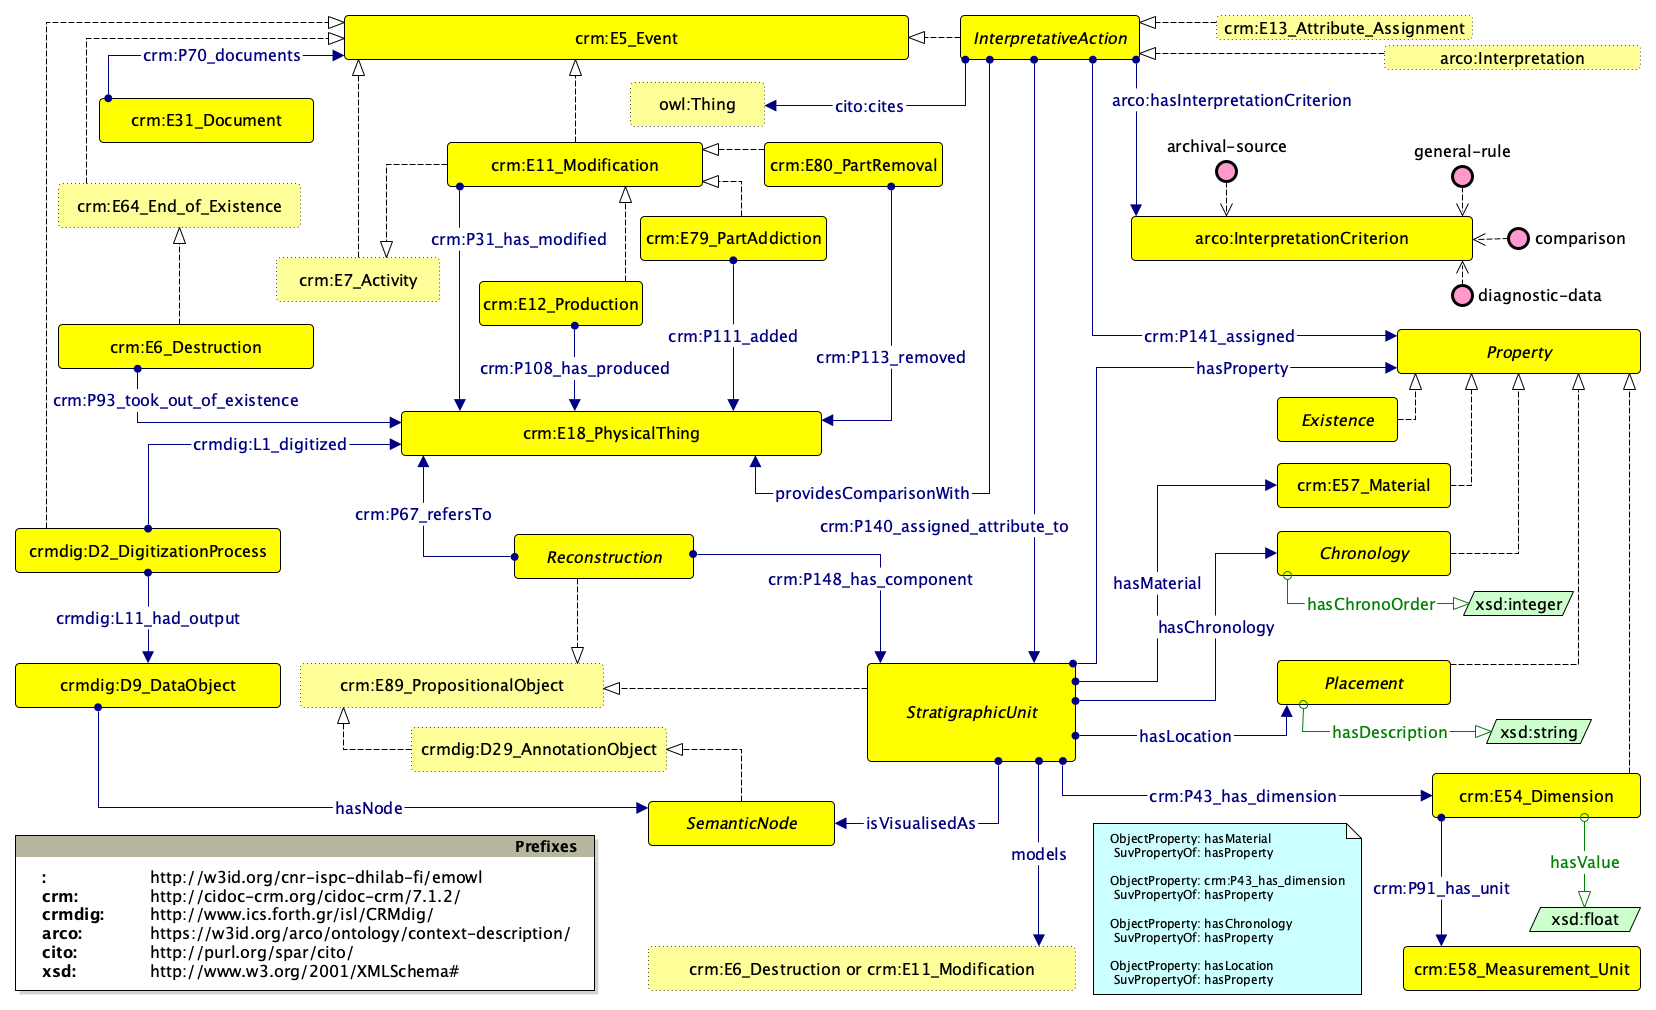 crm:E5_Event
InterpretativeAction
crm:E13_Attribute_Assignment
arco:Interpretation
crm:P70_documents
crm:E31_Document
owl:Thing
cito:cites
arco:hasInterpretationCriterion
crm:E11_Modification
crm:E80_PartRemoval
archival-source
general-rule
crm:E64_End_of_Existence
crm:P31_has_modified
crm:E79_PartAddiction
arco:InterpretationCriterion
comparison
crm:E7_Activity
crm:E12_Production
diagnostic-data
crm:E6_Destruction
crm:P111_added
crm:P141_assigned
Property
crm:P108_has_produced
crm:P113_removed
hasProperty
crm:P93_took_out_of_existence
Existence
crm:E18_PhysicalThing
crmdig:L1_digitized
providesComparisonWith
crm:E57_Material
crm:P67_refersTo
crm:P140_assigned_attribute_to
crmdig:D2_DigitizationProcess
Reconstruction
Chronology
crm:P148_has_component
hasMaterial
hasChronoOrder
xsd:integer
crmdig:L11_had_output
hasChronology
crmdig:D9_DataObject
crm:E89_PropositionalObject
StratigraphicUnit
Placement
crmdig:D29_AnnotationObject
hasLocation
hasDescription
xsd:string
hasNode
SemanticNode
isVisualisedAs
crm:P43_has_dimension
crm:E54_Dimension
models
hasValue
crm:P91_has_unit
xsd:float
crm:E6_Destruction or crm:E11_Modification
crm:E58_Measurement_Unit
Prefixes
: http://w3id.org/cnr-ispc-dhilab-fi/emowl
crm: http://cidoc-crm.org/cidoc-crm/7.1.2/
crmdig: http://www.ics.forth.gr/isl/CRMdig/
arco: https://w3id.org/arco/ontology/context-description/
cito: http://purl.org/spar/cito/
xsd: http://www.w3.org/2001/XMLSchema#
ObjectProperty: hasMaterial
SuvPropertyOf: hasProperty
ObjectProperty: crm:P43_has_dimension
SuvPropertyOf: hasProperty
ObjectProperty: hasChronology
SuvPropertyOf: hasProperty
ObjectProperty: hasLocation
SuvPropertyOf: hasProperty